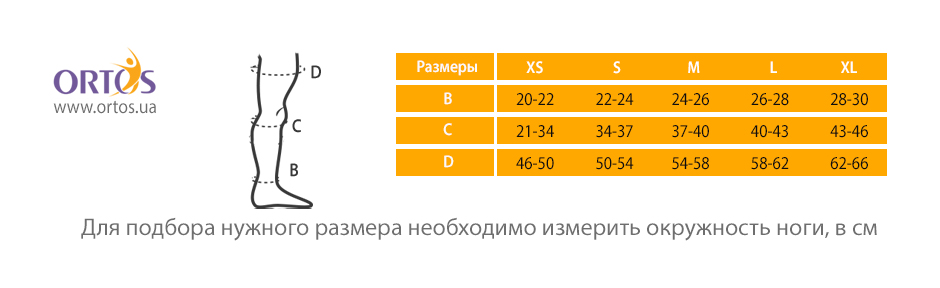 ORTOS
www.ortos.ua
D
C
B
Размеры XS S M L XL
B 20-22 22-24 24-26 26-28 28-30
C 21-34 34-37 37-40 40-43 43-46
D 46-50 50-54 54-58 58-62 62-66
Для подбора нужного размера необходимо измерить окружность ноги, в см